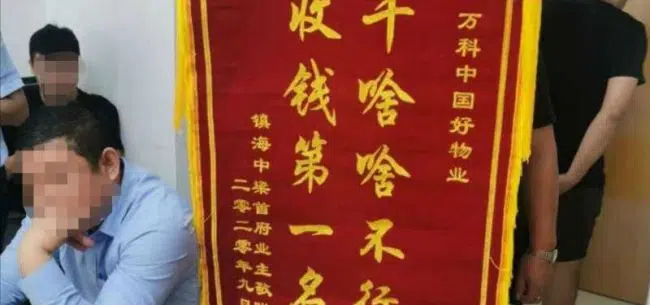 万科中国好物业
干啥啥不行
收钱第一名
镇海中梁首府业主敬
二零二零年九月